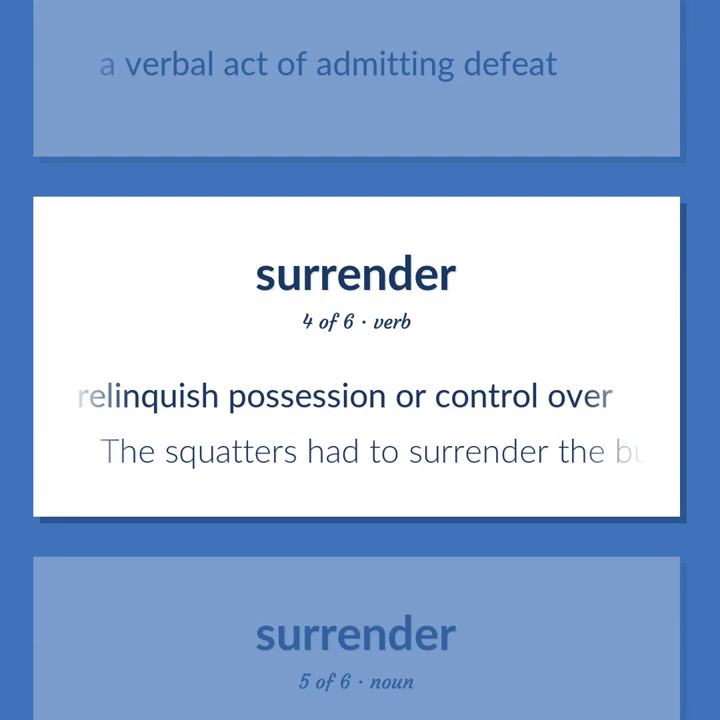 a verbal act of admitting defeat
surrender
4 of 6 · verb
relinquish possession or control over
The squatters had to surrender the
surrender
5 of 6 · noun